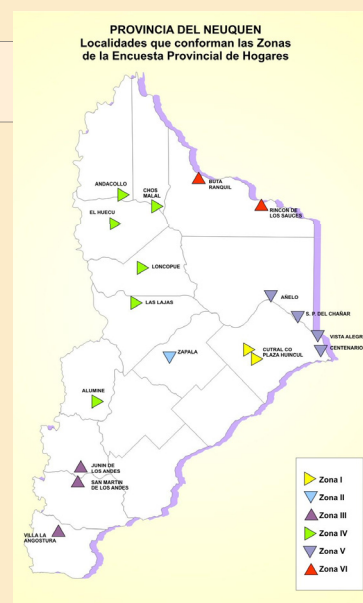 PROVINCIA DEL NEUQUEN
Localidades que conforman las Zonas
de la Encuesta Provincial de Hogares
BUTA
RANQUIL
ANDACOLLO
CHOS
MALAL
RINCON DE
LOS SAUCES
EL HUECU
LONCOPUE
LAS LAJAS
AÑELO
S. P. DEL CHAÑAR
VISTA ALEGRE
CENTENARIO
ZAPALA
CUTRAL CO
PLAZA HUINCUL
ALUMINE
JUNIN DE
LOS ANDES
SAN MARTIN
DE LOS ANDES
VILLA LA
ANGOSTURA
Zona I
Zona II
Zona III
Zona IV
Zona V
Zona VI